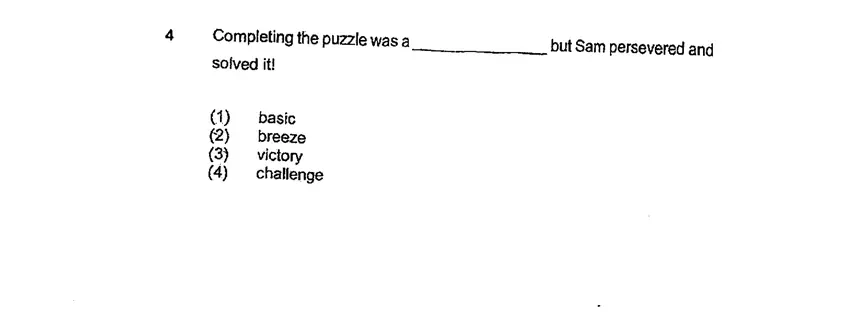 4 Completing the puzzle was a ______________ but Sam persevered and
solved it!
(1) basic
(2) breeze
(3) victory
(4) challenge